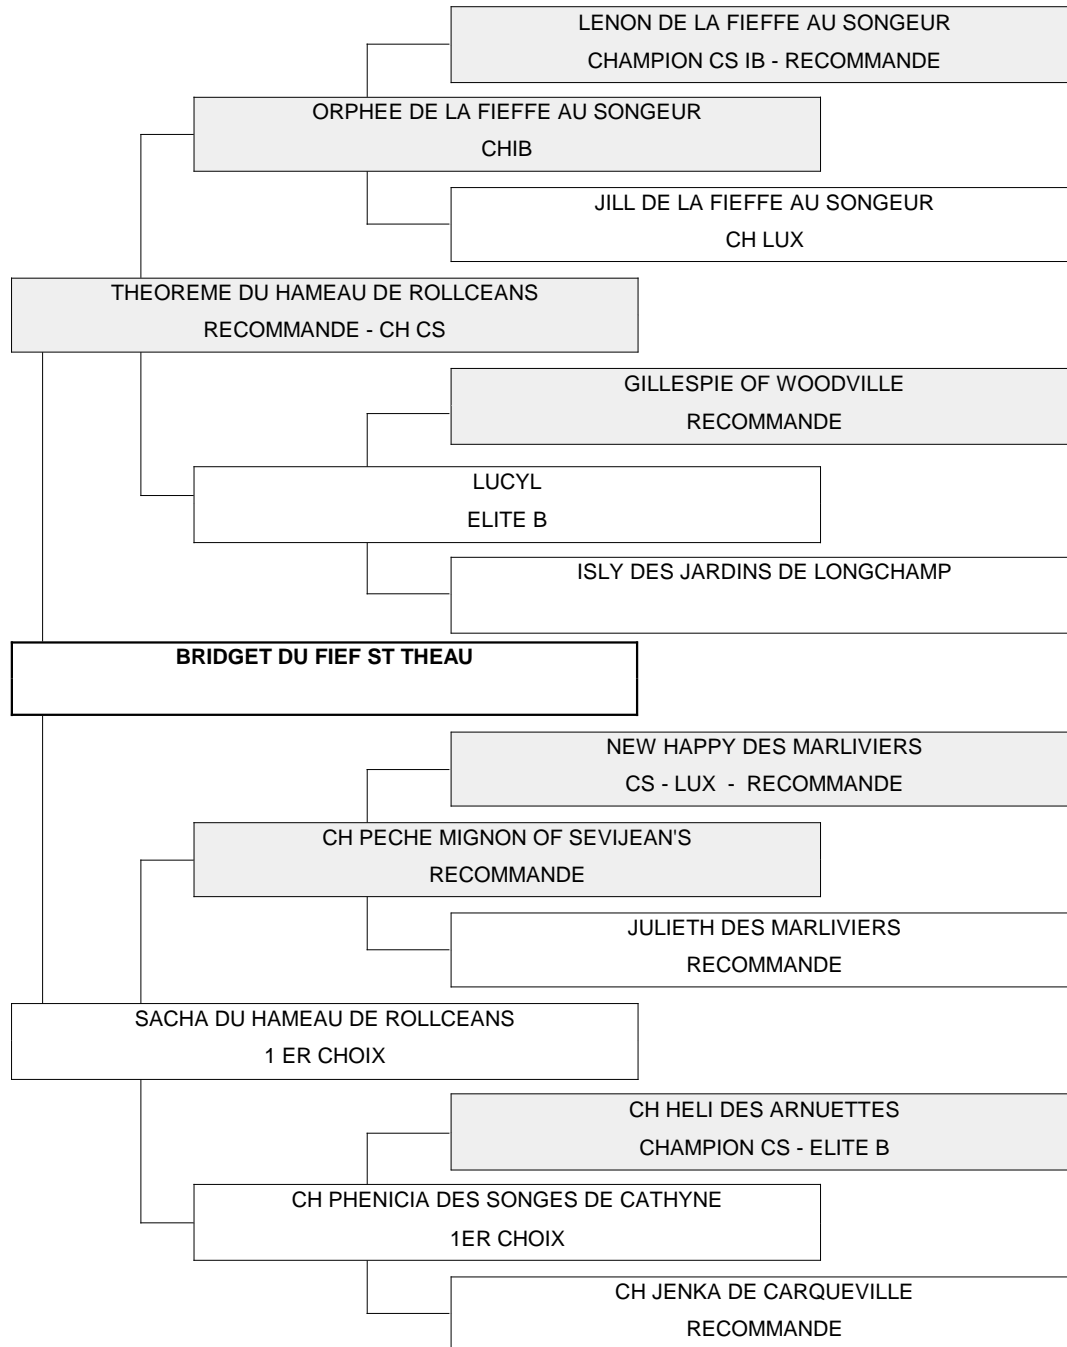 LENON DE LA FIEFFE AU SONGEUR
CHAMPION CS IB - RECOMMANDE
ORPHEE DE LA FIEFFE AU SONGEUR
CHIB
JILL DE LA FIEFFE AU SONGEUR
CH LUX
THEOREME DU HAMEAU DE ROLLCEANS
RECOMMANDE - CH CS
GILLESPIE OF WOODVILLE
RECOMMANDE
LUCYL
ELITE B
ISLY DES JARDINS DE LONGCHAMP
BRIDGET DU FIEF ST THEAU
NEW HAPPY DES MARLIVIERS
CS - LUX - RECOMMANDE
CH PECHE MIGNON OF SEVIJEAN'S
RECOMMANDE
JULIETH DES MARLIVIERS
RECOMMANDE
SACHA DU HAMEAU DE ROLLCEANS
1 ER CHOIX
CH HELI DES ARNUETTES
CHAMPION CS - ELITE B
CH PHENICIA DES SONGES DE CATHYNE
1ER CHOIX
CH JENKA DE CARQUEVILLE
RECOMMANDE